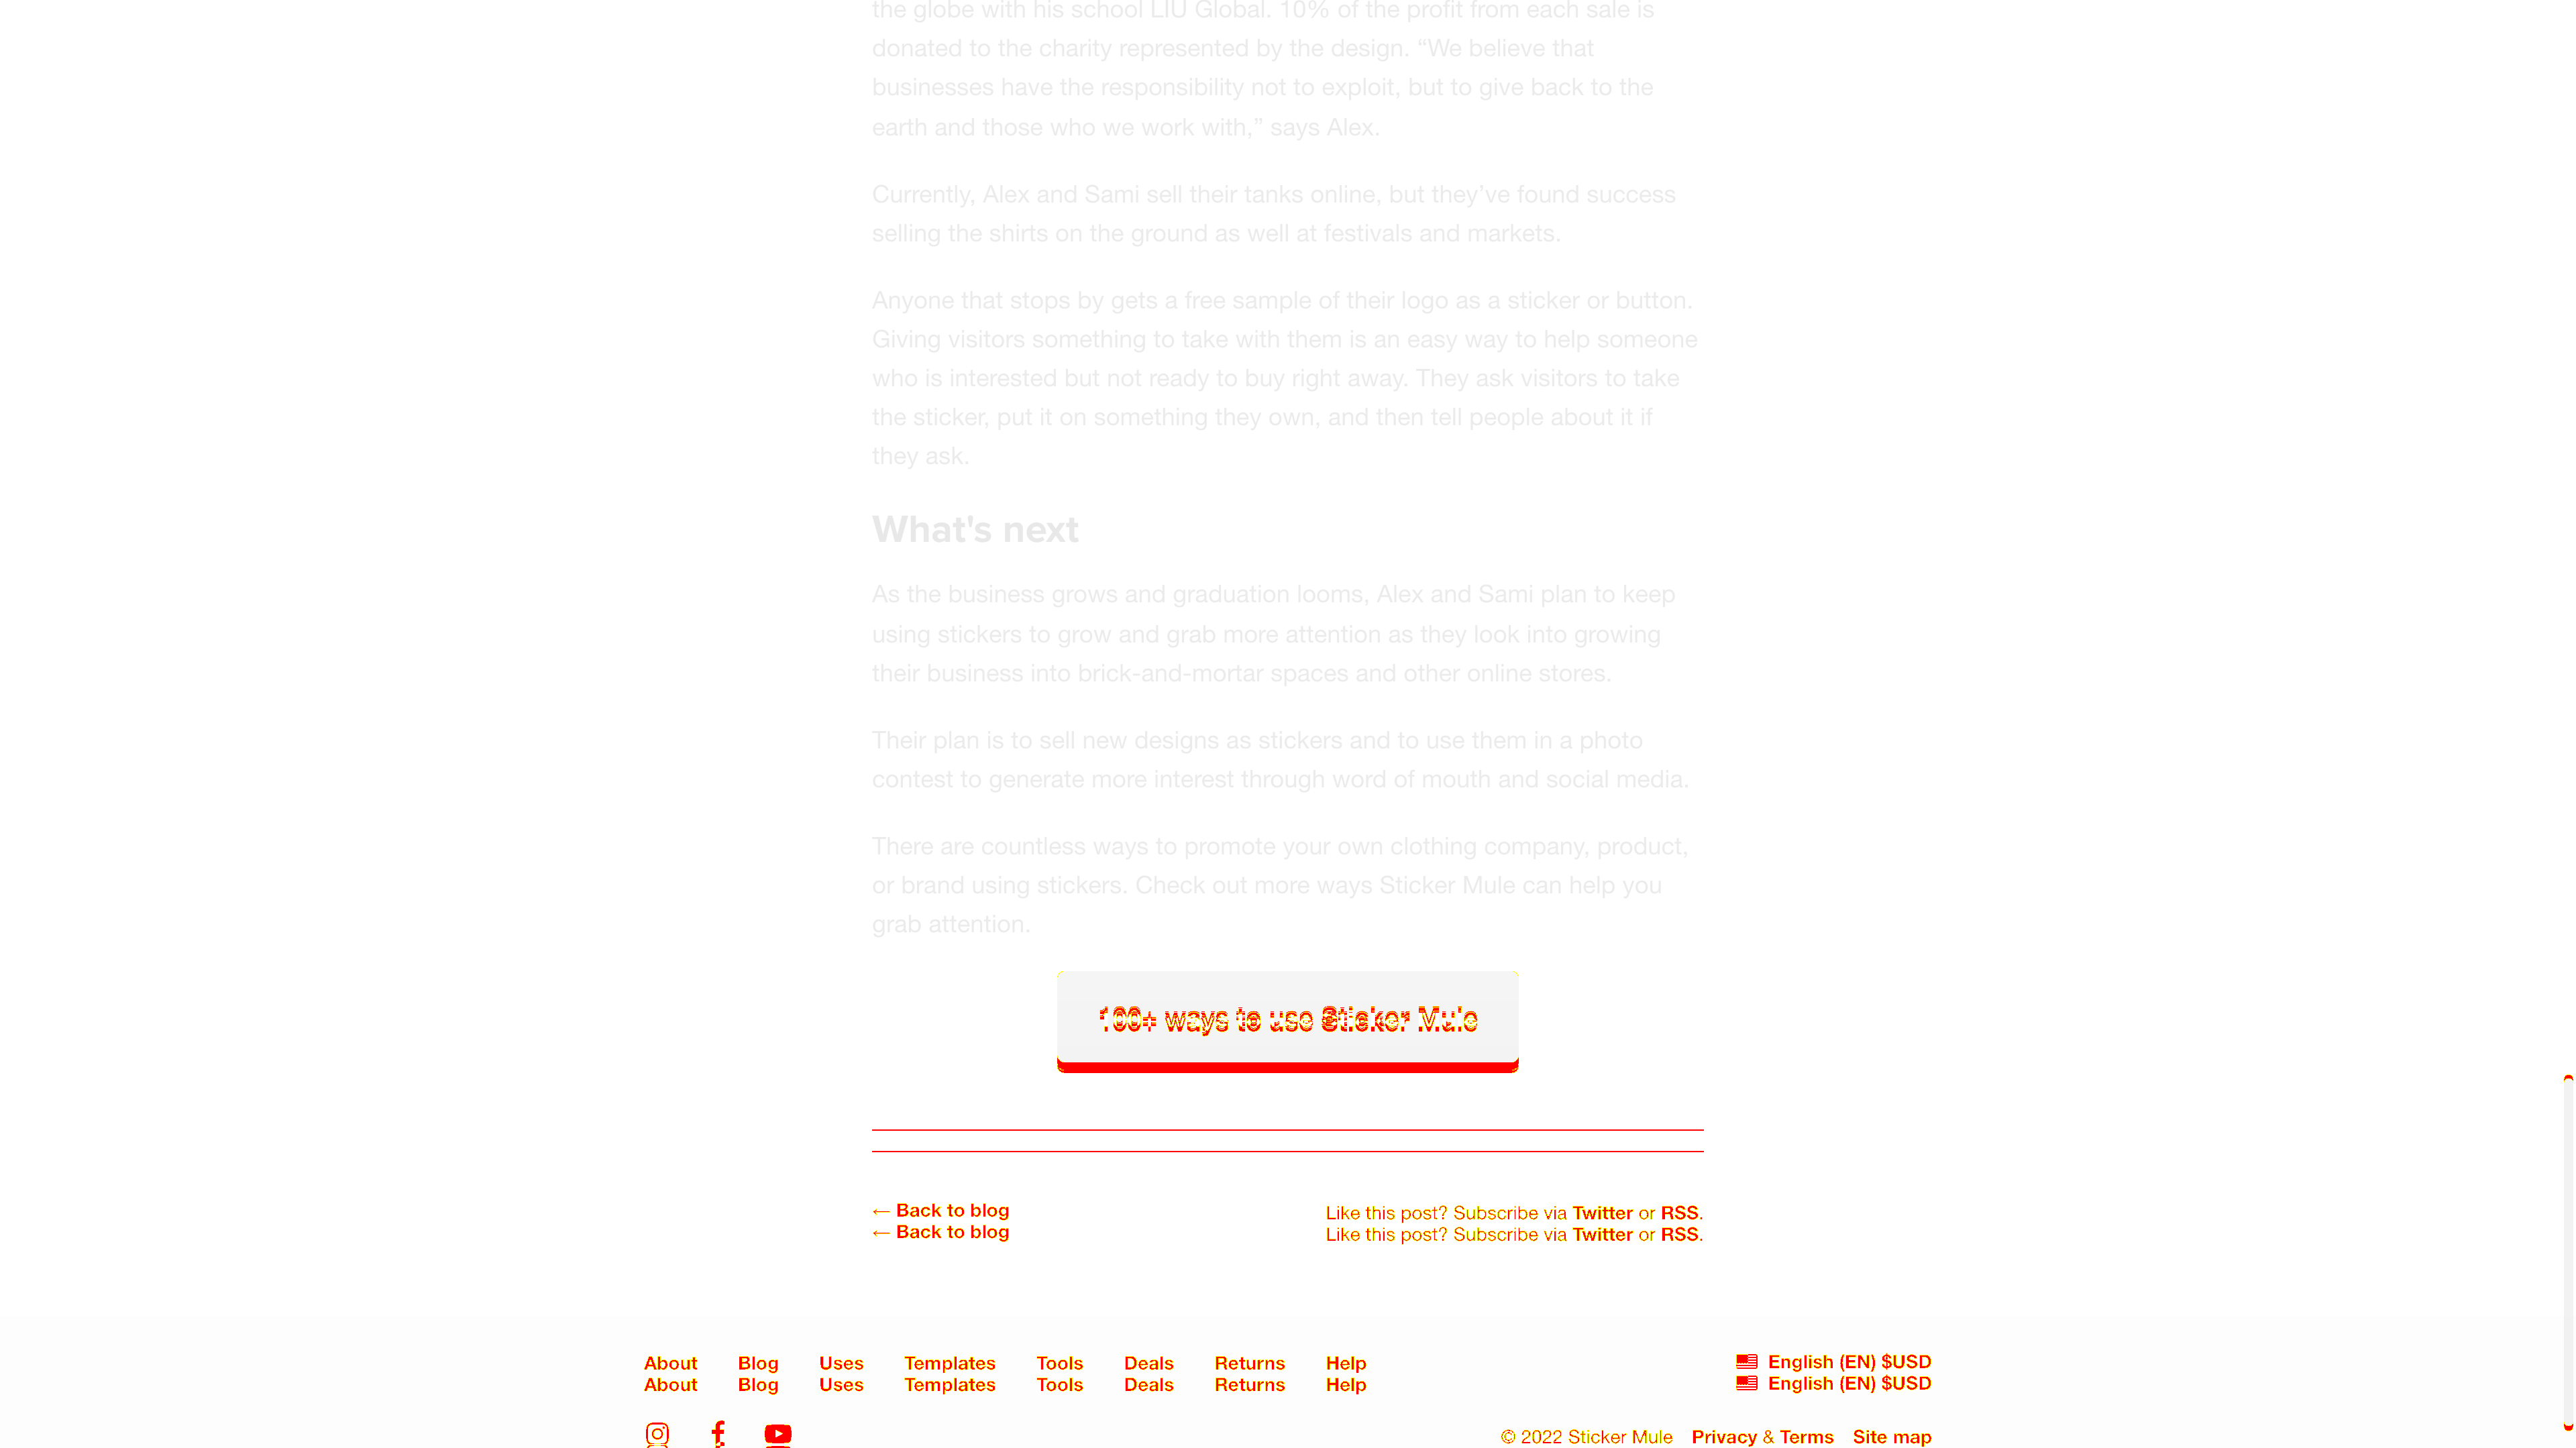 the globe with his school LIU Global. 10% of the profit from each sale is
donated to the charity represented by the design. “We believe that
businesses have the responsibility not to exploit, but to give back to the
earth and those who we work with,” says Alex.
Currently, Alex and Sami sell their tanks online, but they’ve found success
selling the shirts on the ground as well at festivals and markets.
Anyone that stops by gets a free sample of their logo as a sticker or button.
Giving visitors something to take with them is an easy way to help someone
who is interested but not ready to buy right away. They ask visitors to take
the sticker, put it on something they own, and then tell people about it if
they ask.
What's next
As the business grows and graduation looms, Alex and Sami plan to keep
using stickers to grow and grab more attention as they look into growing
their business into brick-and-mortar spaces and other online stores.
Their plan is to sell new designs as stickers and to use them in a photo
contest to generate more interest through word of mouth and social media.
There are countless ways to promote your own clothing company, product,
or brand using stickers. Check out more ways Sticker Mule can help you
grab attention.
100+ ways to use Sticker Mule
← Back to blog Like this post? Subscribe via Twitter or RSS.
← Back to blog Like this post? Subscribe via Twitter or RSS.
About Blog Uses Templates Tools Deals Returns Help English (EN) $USD
About Blog Uses Templates Tools Deals Returns Help English (EN) $USD
© 2022 Sticker Mule Privacy & Terms Site map